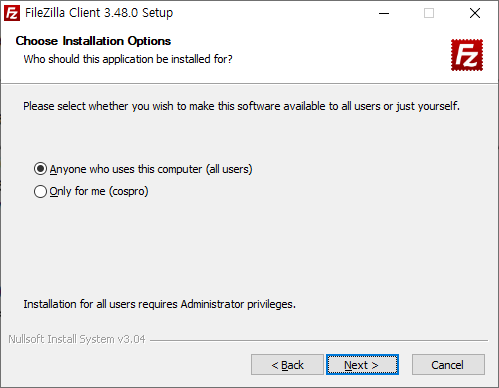 FileZilla Client 3.48.0 Setup
Choose Installation Options
Who should this application be installed for?
Fz
Please select whether you wish to make this software available to all users or just yourself.
Anyone who uses this computer (all users)
Only for me (cospro)
Installation for all users requires Administrator privileges.
Nullsoft Install System v3.04
< Back
Next >
Cancel